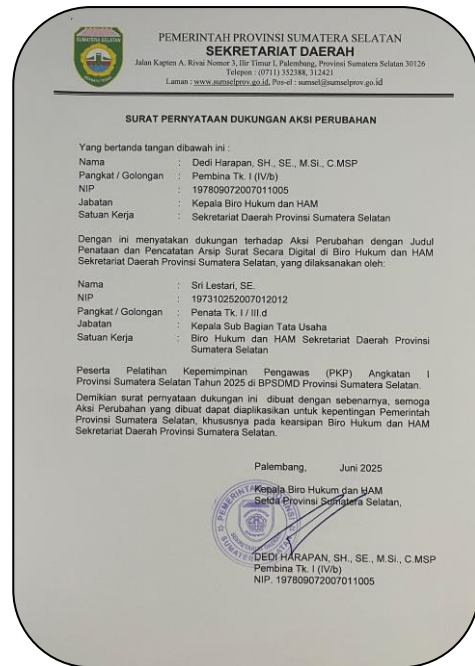 SUMATERA SELATAN
PEMERINTAH PROVINSI SUMATERA SELATAN
SEKRETARIAT DAERAH
Jalan Kapten A. Rivai Nomor 3, Ilir Timur I, Palembang, Provinsi Sumatera Selatan 30126
Telepon : (0711) 352388, 312421
Laman : www.sumselprov.go.id, Pos-el : sumsel@sumselprov.go.id
SURAT PERNYATAAN DUKUNGAN AKSI PERUBAHAN
Yang bertanda tangan dibawah ini :
Nama : Dedi Harapan, SH., SE., M.Si., C.MSP
Pangkat / Golongan : Pembina Tk. I (IV/b)
NIP : 197809072007011005
Jabatan : Kepala Biro Hukum dan HAM
Satuan Kerja : Sekretariat Daerah Provinsi Sumatera Selatan
Dengan ini menyatakan dukungan terhadap Aksi Perubahan dengan Judul
Penataan dan Pencatatan Arsip Surat Secara Digital di Biro Hukum dan HAM
Sekretariat Daerah Provinsi Sumatera Selatan, yang dilaksanakan oleh:
Nama : Sri Lestari, SE.
NIP : 197310252007012012
Pangkat / Golongan : Penata Tk. I / III.d
Jabatan : Kepala Sub Bagian Tata Usaha
Satuan Kerja : Biro Hukum dan HAM Sekretariat Daerah Provinsi
Sumatera Selatan
Peserta Pelatihan Kepemimpinan Pengawas (PKP) Angkatan I
Provinsi Sumatera Selatan Tahun 2025 di BPSDMD Provinsi Sumatera Selatan.
Demikian surat pernyataan dukungan ini dibuat dengan sebenarnya, semoga
Aksi Perubahan yang dibuat dapat diaplikasikan untuk kepentingan Pemerintah
Provinsi Sumatera Selatan, khususnya pada kearsipan Biro Hukum dan HAM
Sekretariat Daerah Provinsi Sumatera Selatan.
Palembang, Juni 2025
Kepala Biro Hukum dan HAM
Setda Provinsi Sumatera Selatan,
PEMERINTAH PROVINSI
SEKRETARIAT DAERAH
SUMATERA SELATAN
DEDI HARAPAN, SH., SE., M.Si., C.MSP
Pembina Tk. I (IV/b)
NIP. 197809072007011005